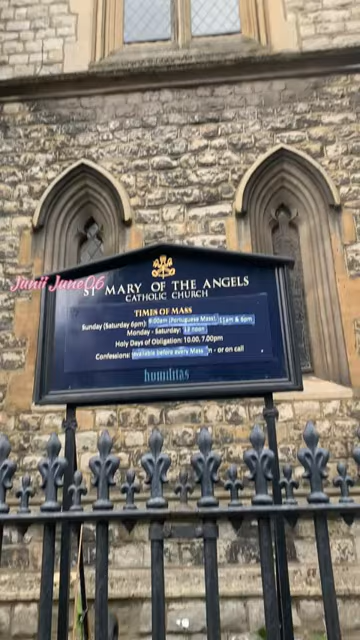 Junii June06
ST MARY OF THE ANGELS
CATHOLIC CHURCH
TIMES OF MASS
Sunday (Saturday 6pm) 9.00am (Portuguese Mass) 11am & 6pm
Monday - Saturday: 12 noon
Holy Days of Obligation: 10.00, 7.00pm
Confessions: available before every Mass - or on call
humilitas